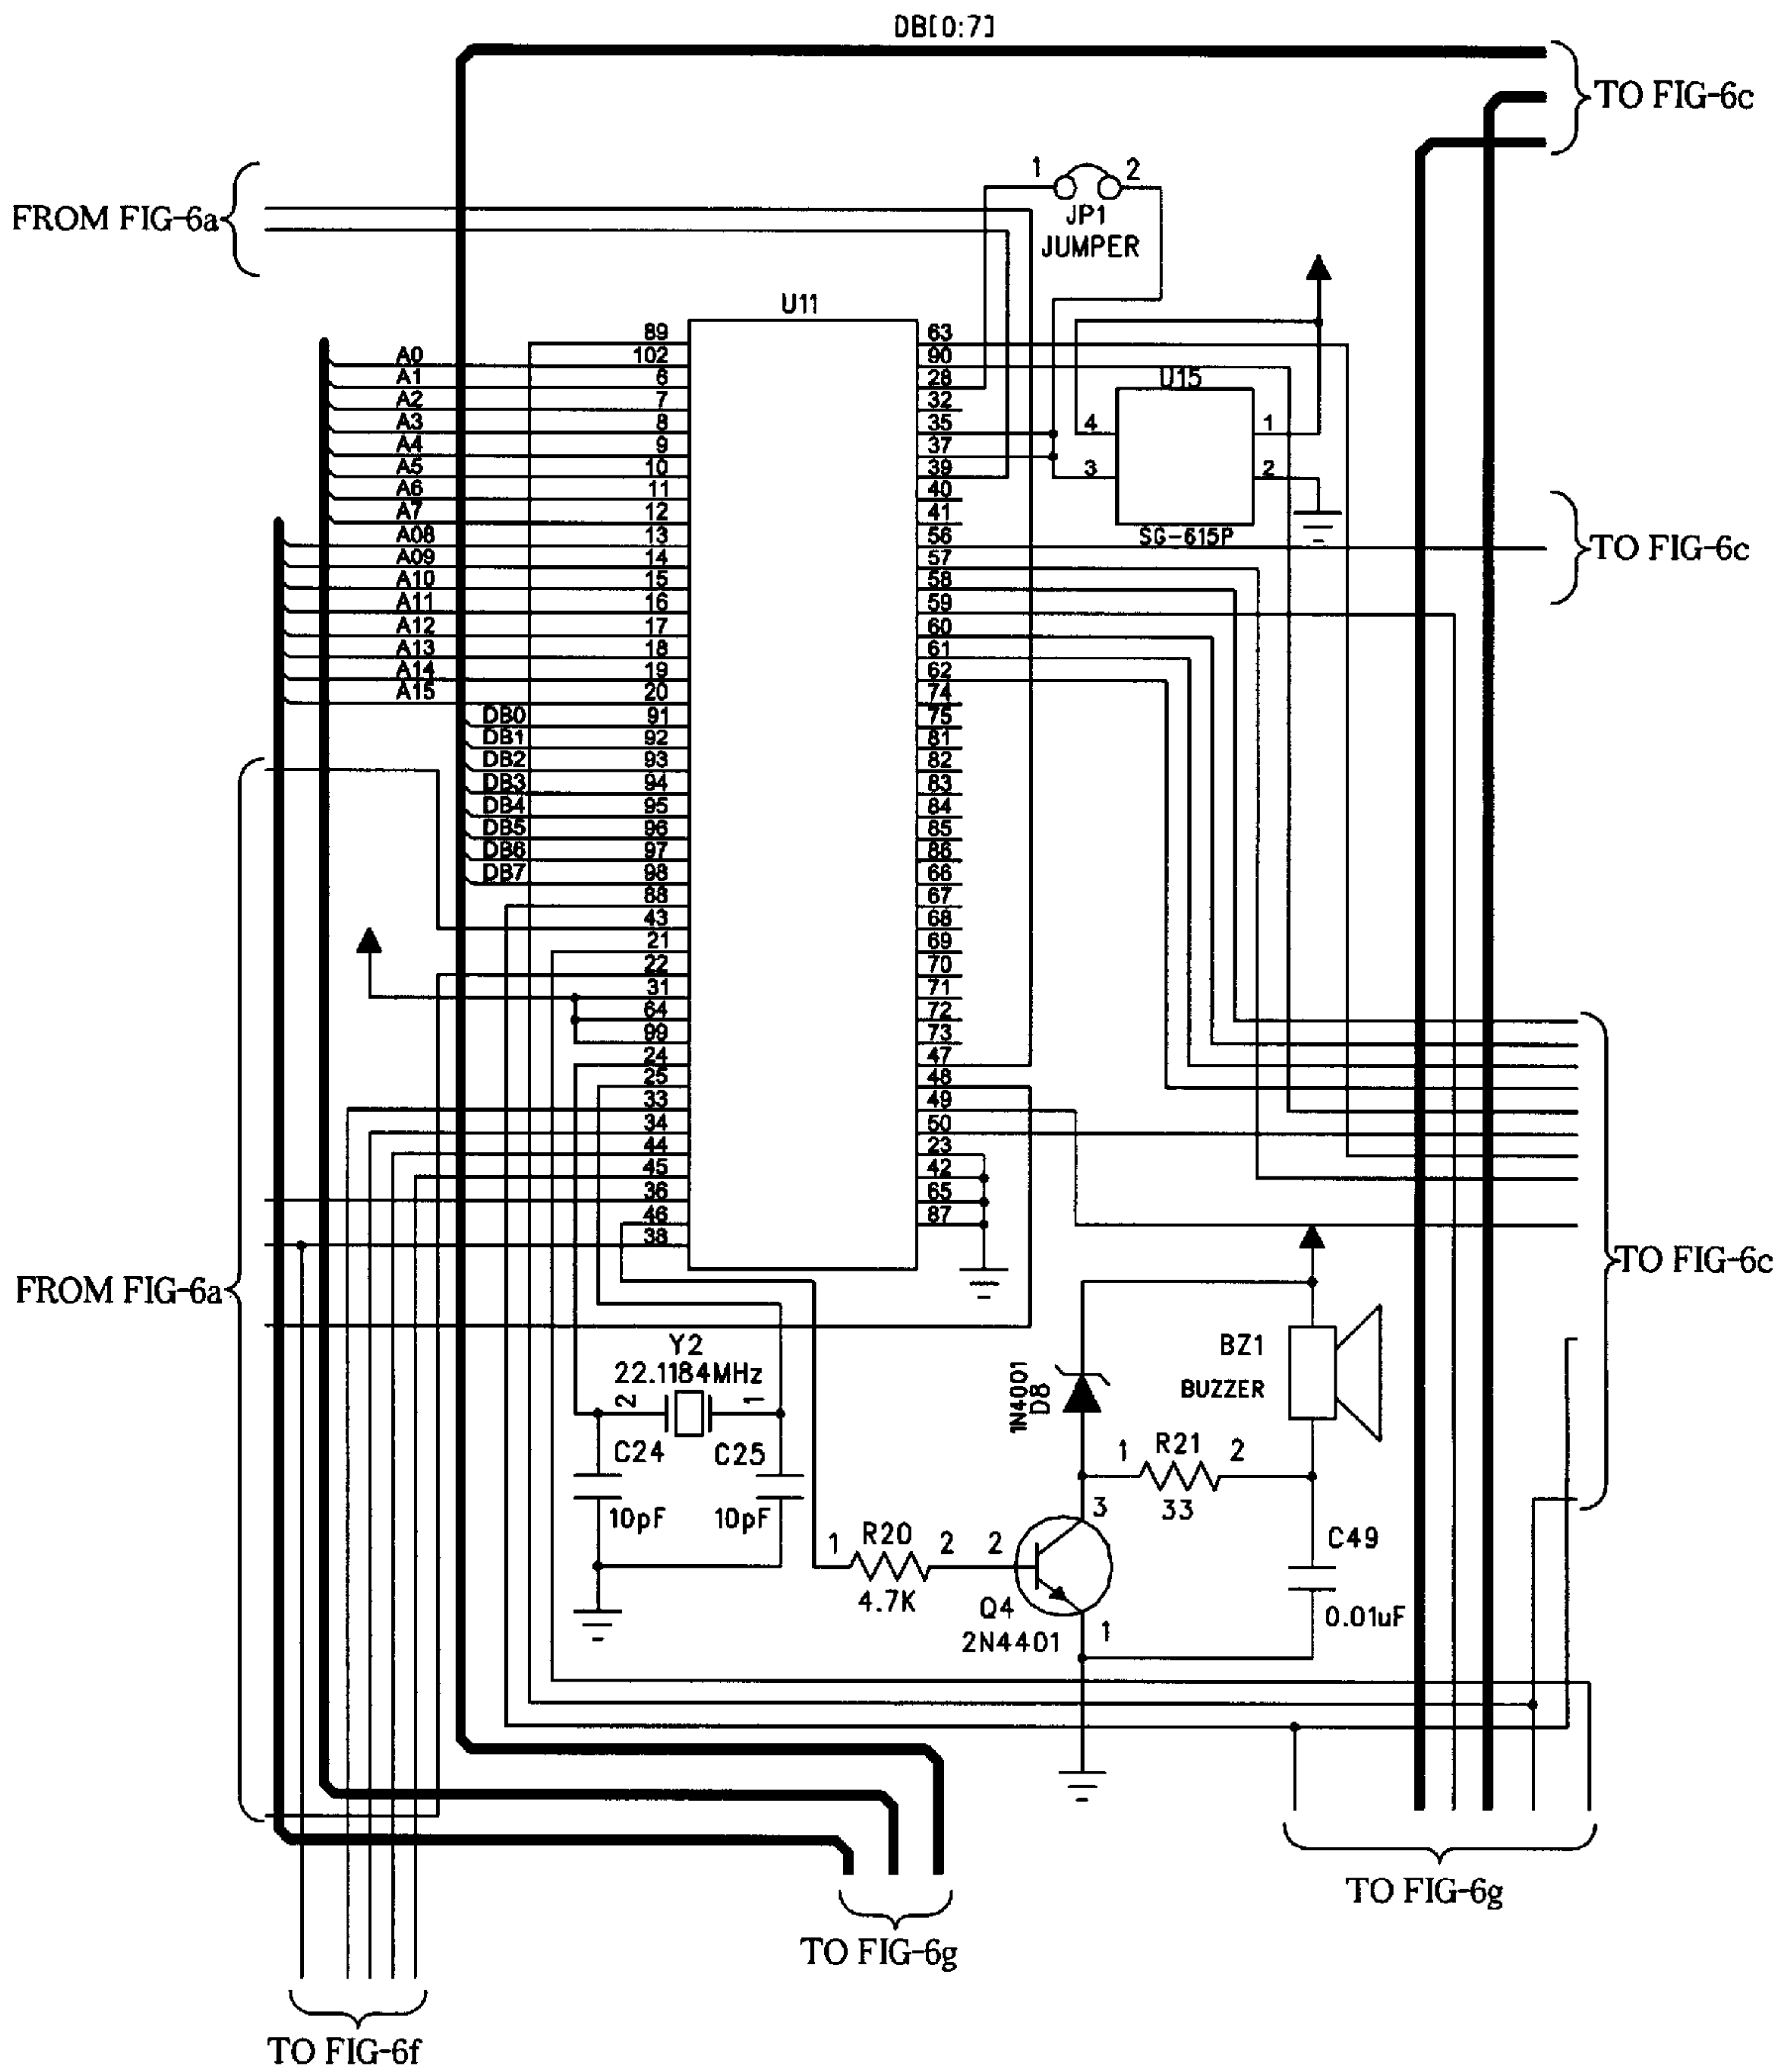 DB[0:7]
TO FIG-6c
FROM FIG-6a
1 2
JP1
JUMPER
U11
89 63
A0 102 90
A1 6 28 U15
A2 7 32
A3 8 35 4 1
A4 9 37
A5 10 39 3 2
A6 11 40
A7 12 41
A08 13 56 SG-615P
TO FIG-6c
A09 14 57
A10 15 58
A11 16 59
A12 17 60
A13 18 61
A14 19 62
A15 20 74
DB0 91 75
DB1 92 81
DB2 93 82
DB3 94 83
DB4 95 84
DB5 96 85
DB6 97 86
DB7 98 66
88 67
43 68
21 69
22 70
31 71
64 72
99 73
24 47
25 48
33 49
34 50
44 23
45 42
36 65
46 87
38
FROM FIG-6a
TO FIG-6c
Y2
22.1184MHz
2 1
C24 C25
10pF 10pF
1N4001
D8
BZ1
BUZZER
1 R21 2
33
3
1 R20 2 2
4.7K
Q4
2N4401
1
C49
0.01uF
TO FIG-6g
TO FIG-6g
TO FIG-6f